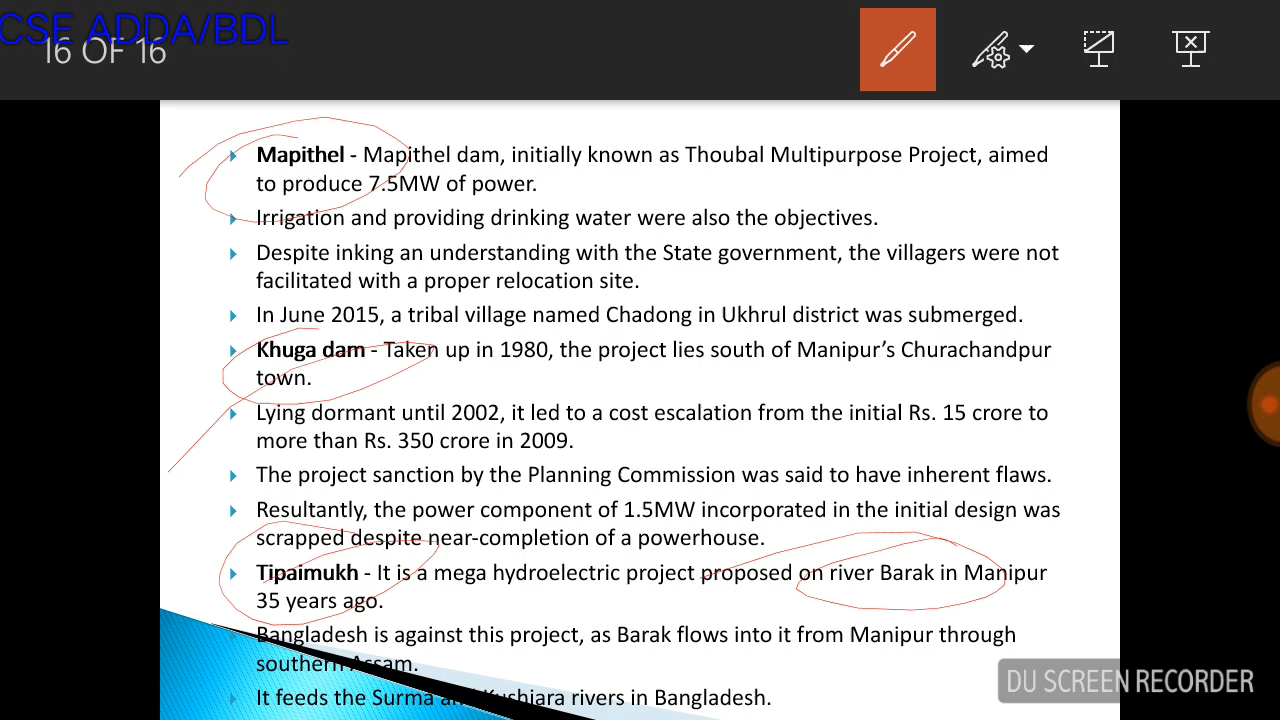 CSE ADDA/BDL
16 OF 16
Mapithel - Mapithel dam, initially known as Thoubal Multipurpose Project, aimed
to produce 7.5MW of power.
Irrigation and providing drinking water were also the objectives.
Despite inking an understanding with the State government, the villagers were not
facilitated with a proper relocation site.
In June 2015, a tribal village named Chadong in Ukhrul district was submerged.
Khuga dam - Taken up in 1980, the project lies south of Manipur’s Churachandpur
town.
Lying dormant until 2002, it led to a cost escalation from the initial Rs. 15 crore to
more than Rs. 350 crore in 2009.
The project sanction by the Planning Commission was said to have inherent flaws.
Resultantly, the power component of 1.5MW incorporated in the initial design was
scrapped despite near-completion of a powerhouse.
Tipaimukh - It is a mega hydroelectric project proposed on river Barak in Manipur
35 years ago.
Bangladesh is against this project, as Barak flows into it from Manipur through
southern Assam.
It feeds the Surma and Kushiara rivers in Bangladesh.
DU SCREEN RECORDER